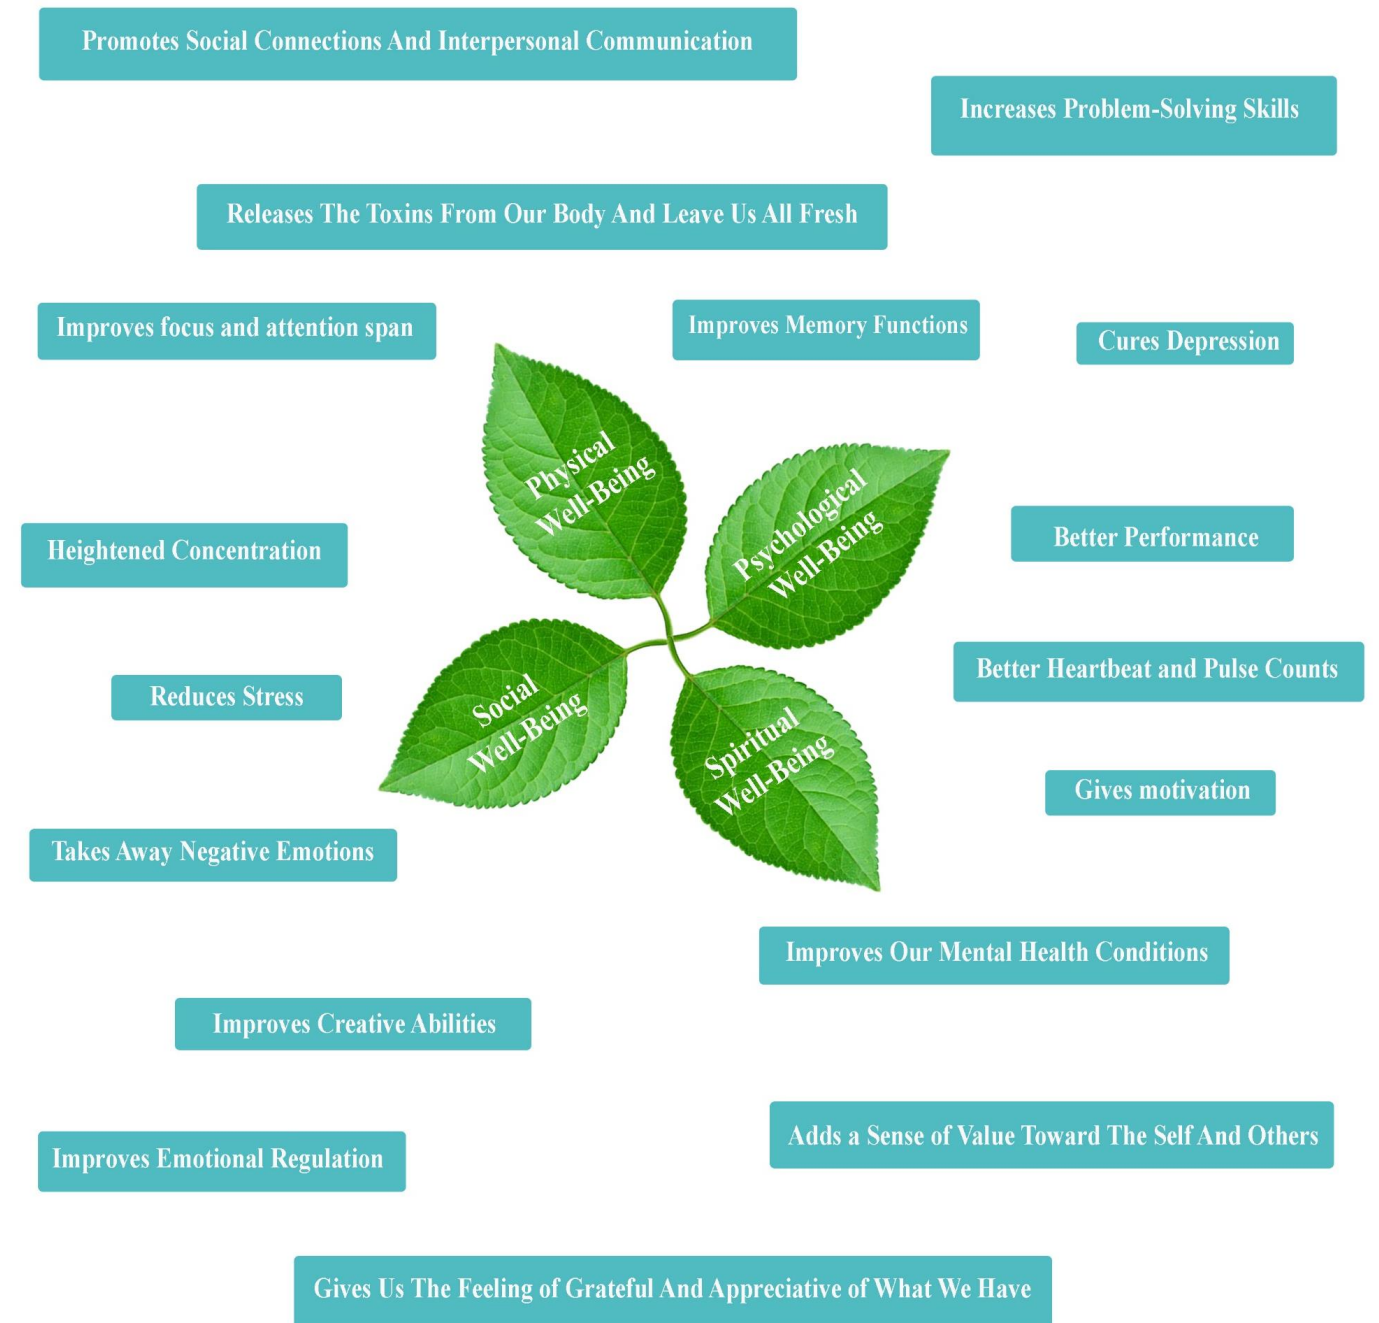 Promotes Social Connections And Interpersonal Communication
Increases Problem-Solving Skills
Releases The Toxins From Our Body And Leave Us All Fresh
Improves focus and attention span
Improves Memory Functions
Cures Depression
Physical
Well-Being
Psychological
Well-Being
Heightened Concentration
Better Performance
Social
Well-Being
Spiritual
Well-Being
Better Heartbeat and Pulse Counts
Reduces Stress
Gives motivation
Takes Away Negative Emotions
Improves Our Mental Health Conditions
Improves Creative Abilities
Adds a Sense of Value Toward The Self And Others
Improves Emotional Regulation
Gives Us The Feeling of Grateful And Appreciative of What We Have